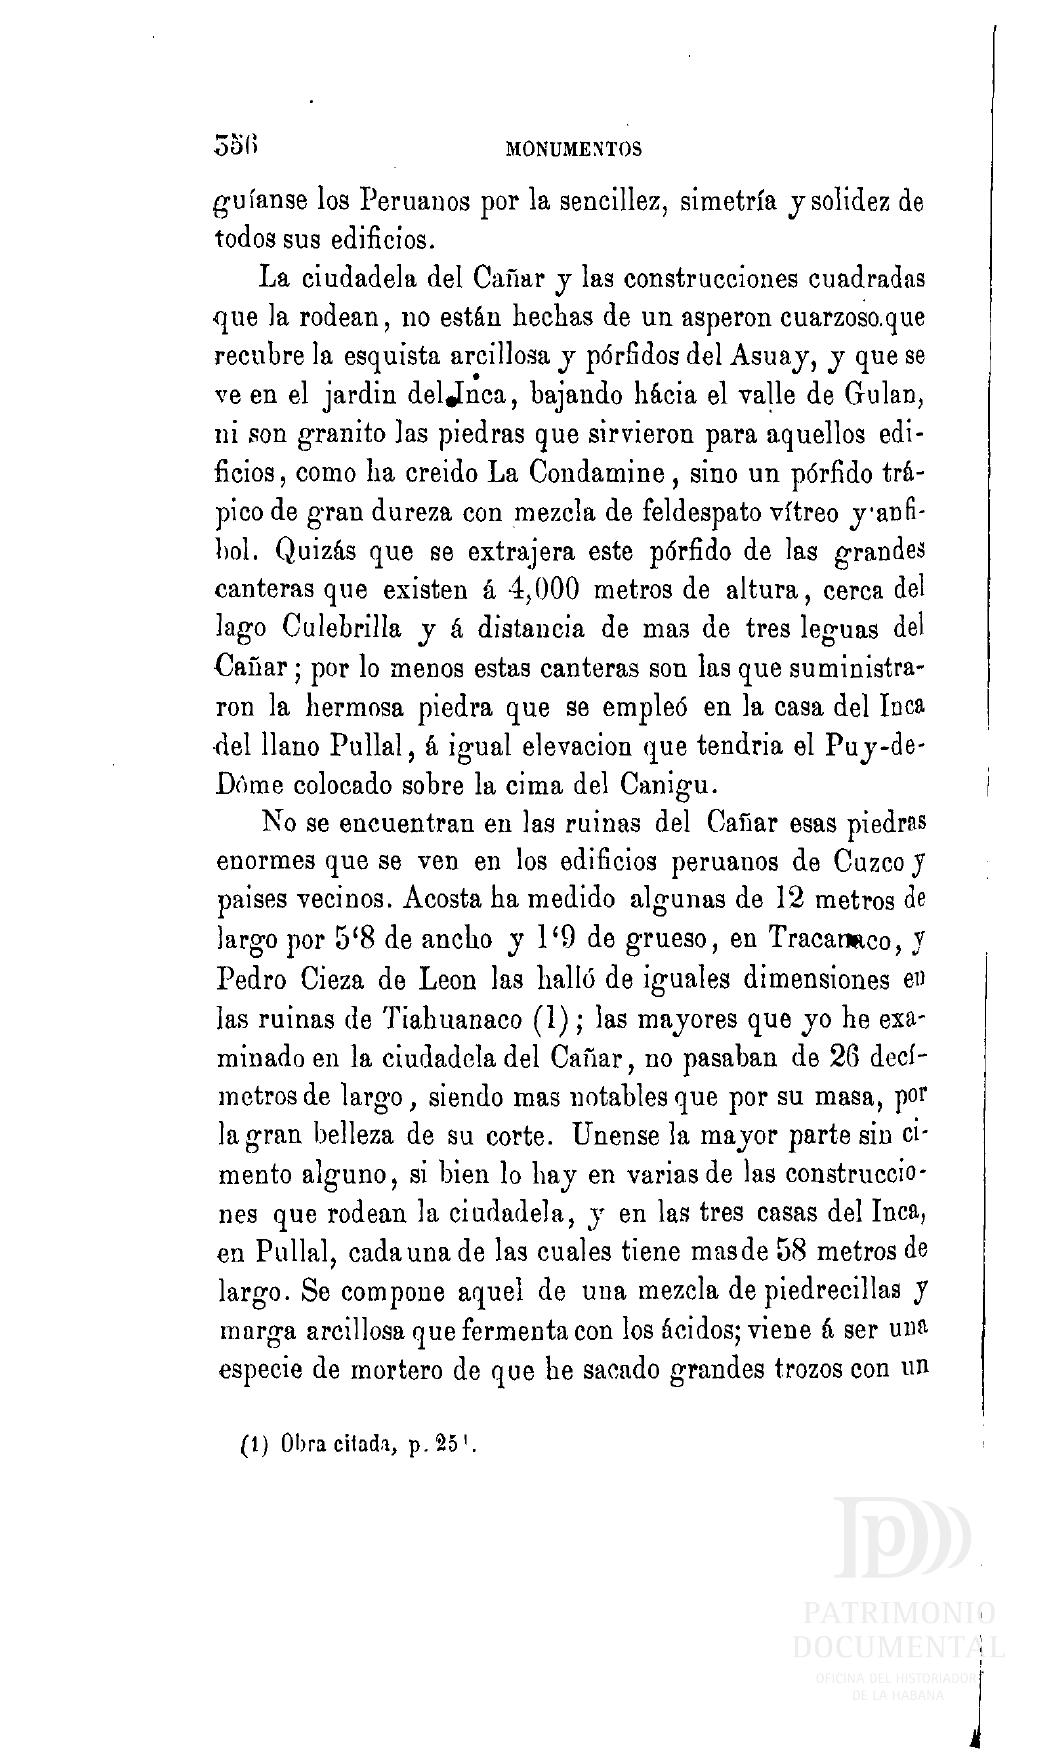 356 MONUMENTOS
guíanse los Peruanos por la sencillez, simetría y solidez de
todos sus edificios.
La ciudadela del Cañar y las construcciones cuadradas
que la rodean, no están hechas de un asperon cuarzoso que
recubre la esquista arcillosa y pórfidos del Asuay, y que se
ve en el jardin del Inca, bajando hácia el valle de Gulan,
ni son granito las piedras que sirvieron para aquellos edi-
ficios, como ha creido La Condamine, sino un pórfido trá-
pico de gran dureza con mezcla de feldespato vítreo y anfi-
bol. Quizás que se extrajera este pórfido de las grandes
canteras que existen á 4,000 metros de altura, cerca del
lago Culebrilla y á distancia de mas de tres leguas del
Cañar; por lo menos estas canteras son las que suministra-
ron la hermosa piedra que se empleó en la casa del Inca
del llano Pullal, á igual elevacion que tendria el Puy-de-
Dôme colocado sobre la cima del Canigu.
No se encuentran en las ruinas del Cañar esas piedras
enormes que se ven en los edificios peruanos de Cuzco y
paises vecinos. Acosta ha medido algunas de 12 metros de
largo por 5‘8 de ancho y 1‘9 de grueso, en , y
Pedro Cieza de Leon las halló de iguales dimensiones en
las ruinas de Tiahuanaco (1); las mayores que yo he exa-
minado en la ciudadela del Cañar, no pasaban de 26 decí-
metros de largo, siendo mas notables que por su masa, por
la gran belleza de su corte. Unense la mayor parte sin ci-
mento alguno, si bien lo hay en varias de las construccio-
nes que rodean la ciudadela, y en las tres casas del Inca,
en Pullal, cada una de las cuales tiene mas de 58 metros de
largo. Se compone aquel de una mezcla de piedrecillas y
marga arcillosa que fermenta con los ácidos; viene á ser una
especie de mortero de que he sacado grandes trozos con un
(1) Obra citada, p.
PATRIMONIO
DOCUMENTAL
OFICINA DEL HISTORIADOR
DE LA HABANA